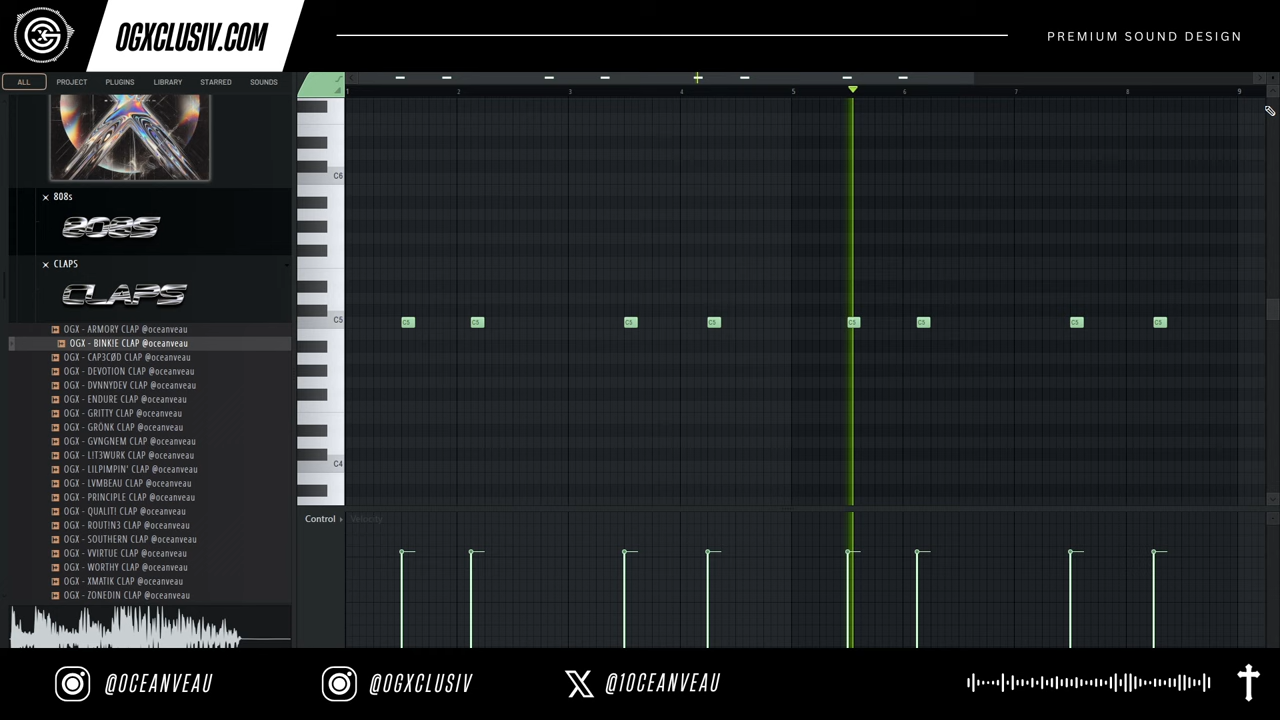 OGXCLUSIV.COM
PREMIUM SOUND DESIGN
ALL PROJECT PLUGINS LIBRARY STARRED SOUNDS
1 2 3 4 5 6 7 8 9
808s
808S
CLAPS
CLAPS
OGX - ARMORY CLAP @oceanveau
OGX - BINK!E CLAP @oceanveau
OGX - CAP3CØD CLAP @oceanveau
OGX - DEVOTION CLAP @oceanveau
OGX - DVNNYDEV CLAP @oceanveau
OGX - ENDURE CLAP @oceanveau
OGX - GRITTY CLAP @oceanveau
OGX - GRÖNK CLAP @oceanveau
OGX - GVNGNEM CLAP @oceanveau
OGX - L!T3WURK CLAP @oceanveau
OGX - LILPIMPIN' CLAP @oceanveau
OGX - LVMBEAU CLAP @oceanveau
OGX - PRINCIPLE CLAP @oceanveau
OGX - QUALIT! CLAP @oceanveau
OGX - ROUT!N3 CLAP @oceanveau
OGX - SOUTHERN CLAP @oceanveau
OGX - VVIRTUE CLAP @oceanveau
OGX - WORTHY CLAP @oceanveau
OGX - XMATIK CLAP @oceanveau
OGX - ZONEDIN CLAP @oceanveau
C6
C5
C5 C5 C5 C5 C5 C5 C5 C5
C4
Control Velocity
@OCEANVEAU
@OGXCLUSIV
@1OCEANVEAU